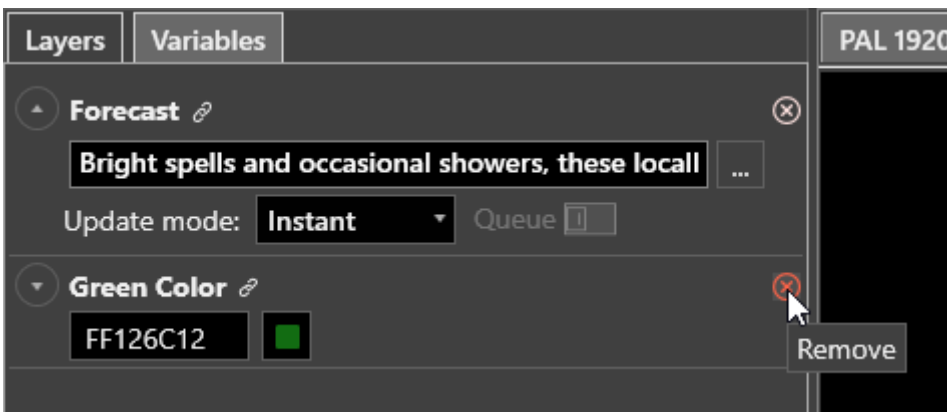 Layers Variables PAL 1920
Forecast
Bright spells and occasional showers, these locall ...
Update mode: Instant Queue
Green Color
FF126C12
Remove